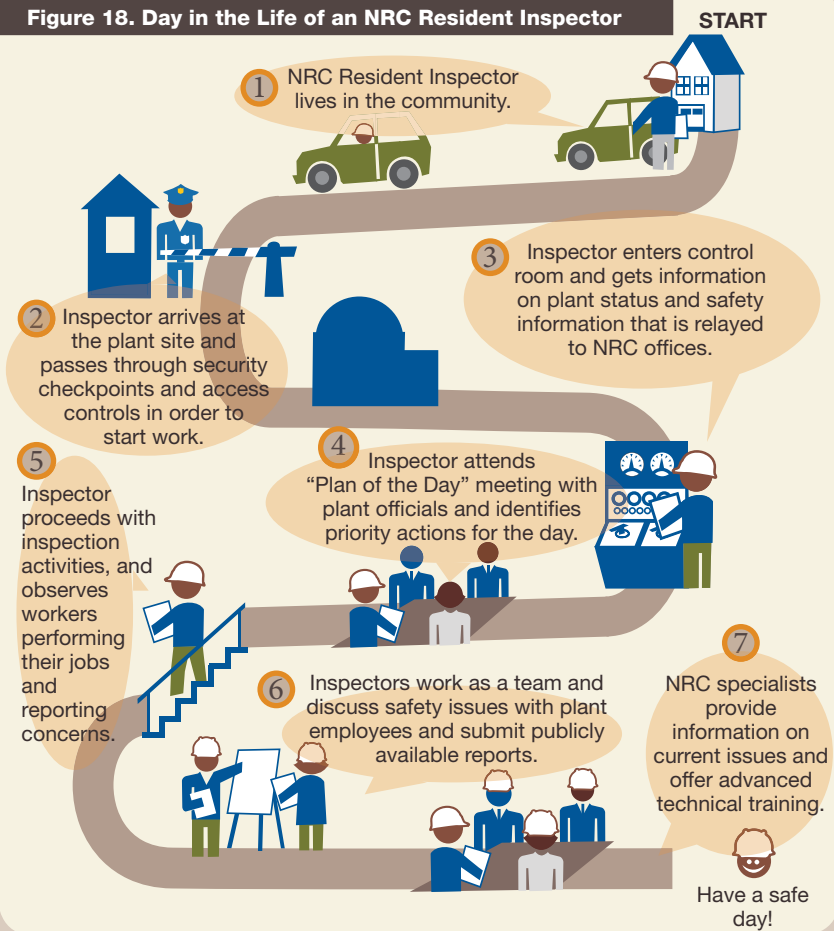 Figure 18. Day in the Life of an NRC Resident Inspector
START
1
NRC Resident Inspector
lives in the community.
2
Inspector arrives at
the plant site and
passes through security
checkpoints and access
controls in order to
start work.
3
Inspector enters control
room and gets information
on plant status and safety
information that is relayed
to NRC offices.
4
Inspector attends
“Plan of the Day” meeting with
plant officials and identifies
priority actions for the day.
5
Inspector
proceeds with
inspection
activities, and
observes
workers
performing
their jobs
and
reporting
concerns.
6
Inspectors work as a team and
discuss safety issues with plant
employees and submit publicly
available reports.
7
NRC specialists
provide
information on
current issues and
offer advanced
technical training.
Have a safe
day!